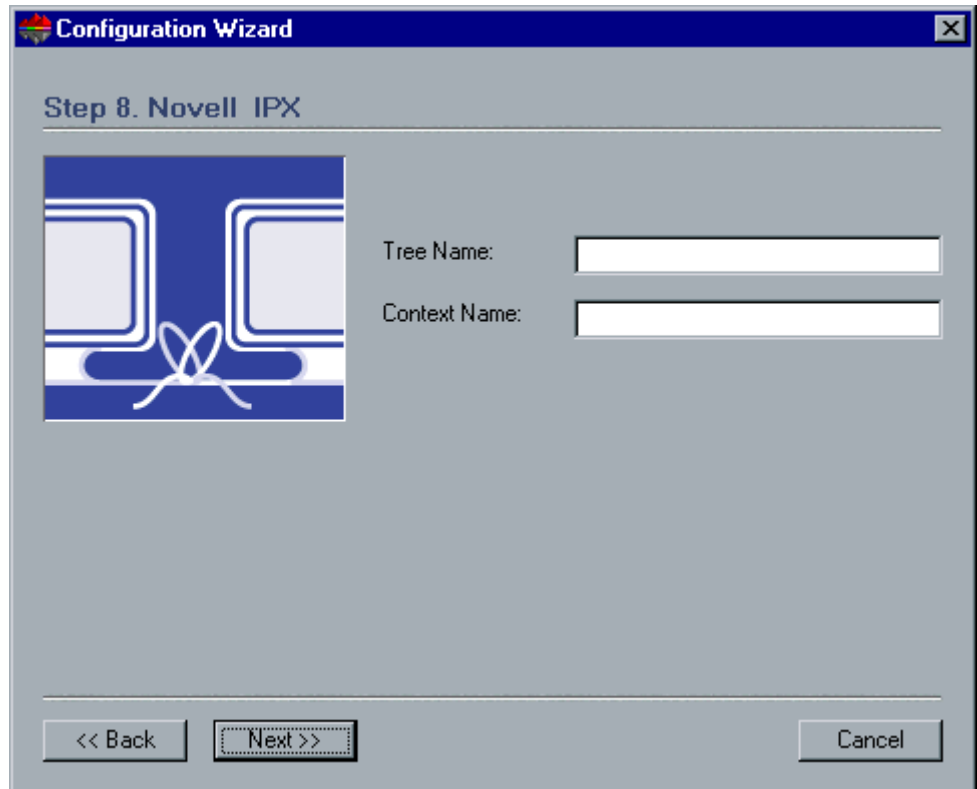 Configuration Wizard
Step 8. Novell IPX
Tree Name:
Context Name:
<< Back
Next >>
Cancel